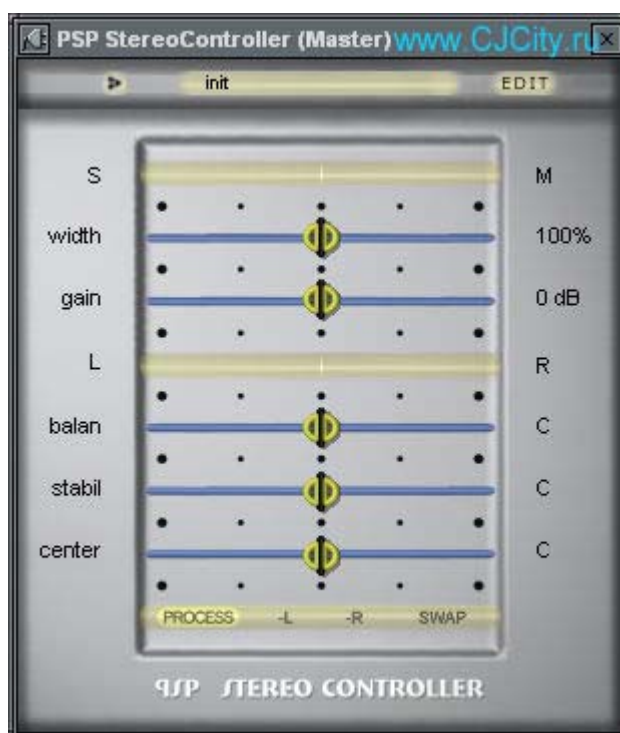 PSP StereoController (Master) www.CJCity.ru
init EDIT
S M
width 100%
gain 0 dB
L R
balan C
stabil C
center C
PROCESS -L -R SWAP
PSP STEREO CONTROLLER